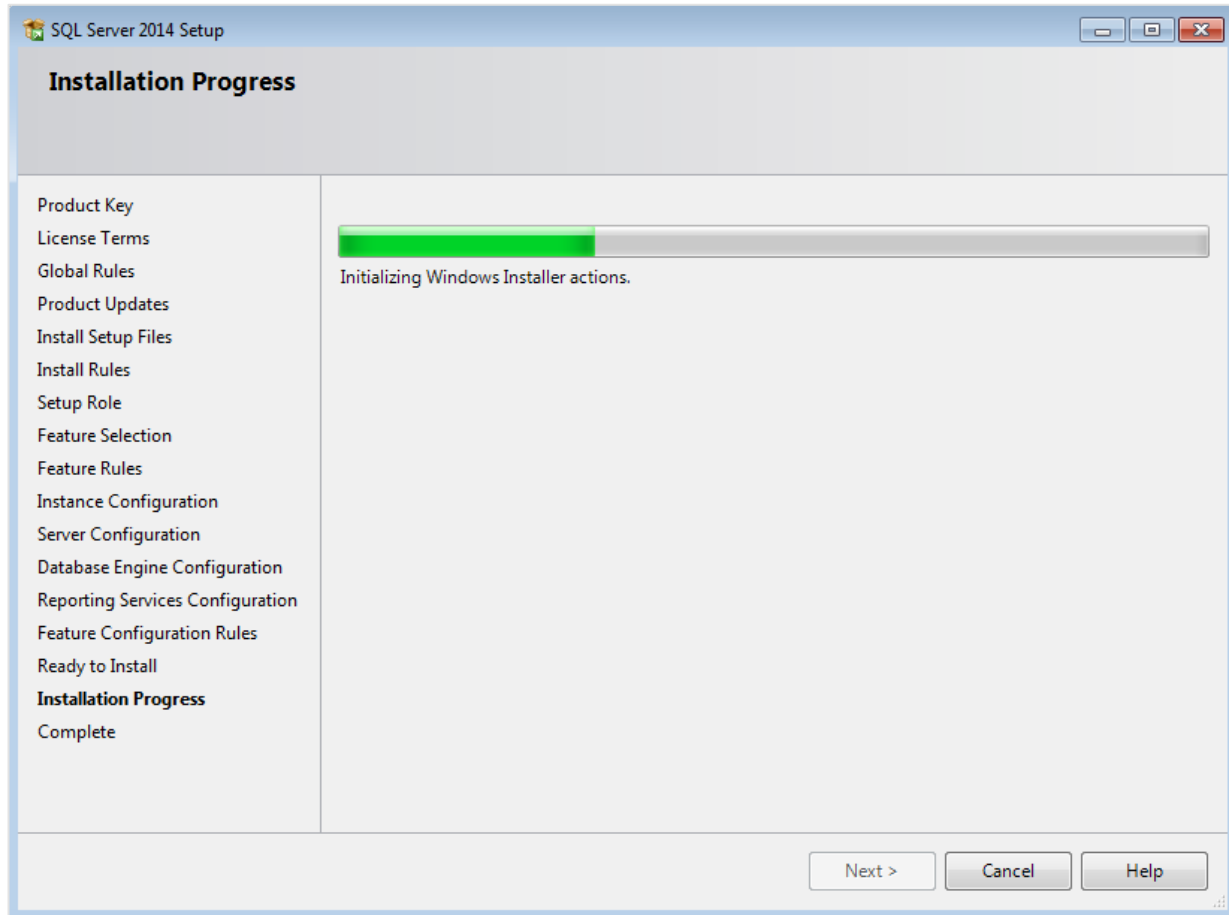 SQL Server 2014 Setup
Installation Progress
Product Key
License Terms
Global Rules
Product Updates
Install Setup Files
Install Rules
Setup Role
Feature Selection
Feature Rules
Instance Configuration
Server Configuration
Database Engine Configuration
Reporting Services Configuration
Feature Configuration Rules
Ready to Install
Installation Progress
Complete
Initializing Windows Installer actions.
Next >
Cancel
Help